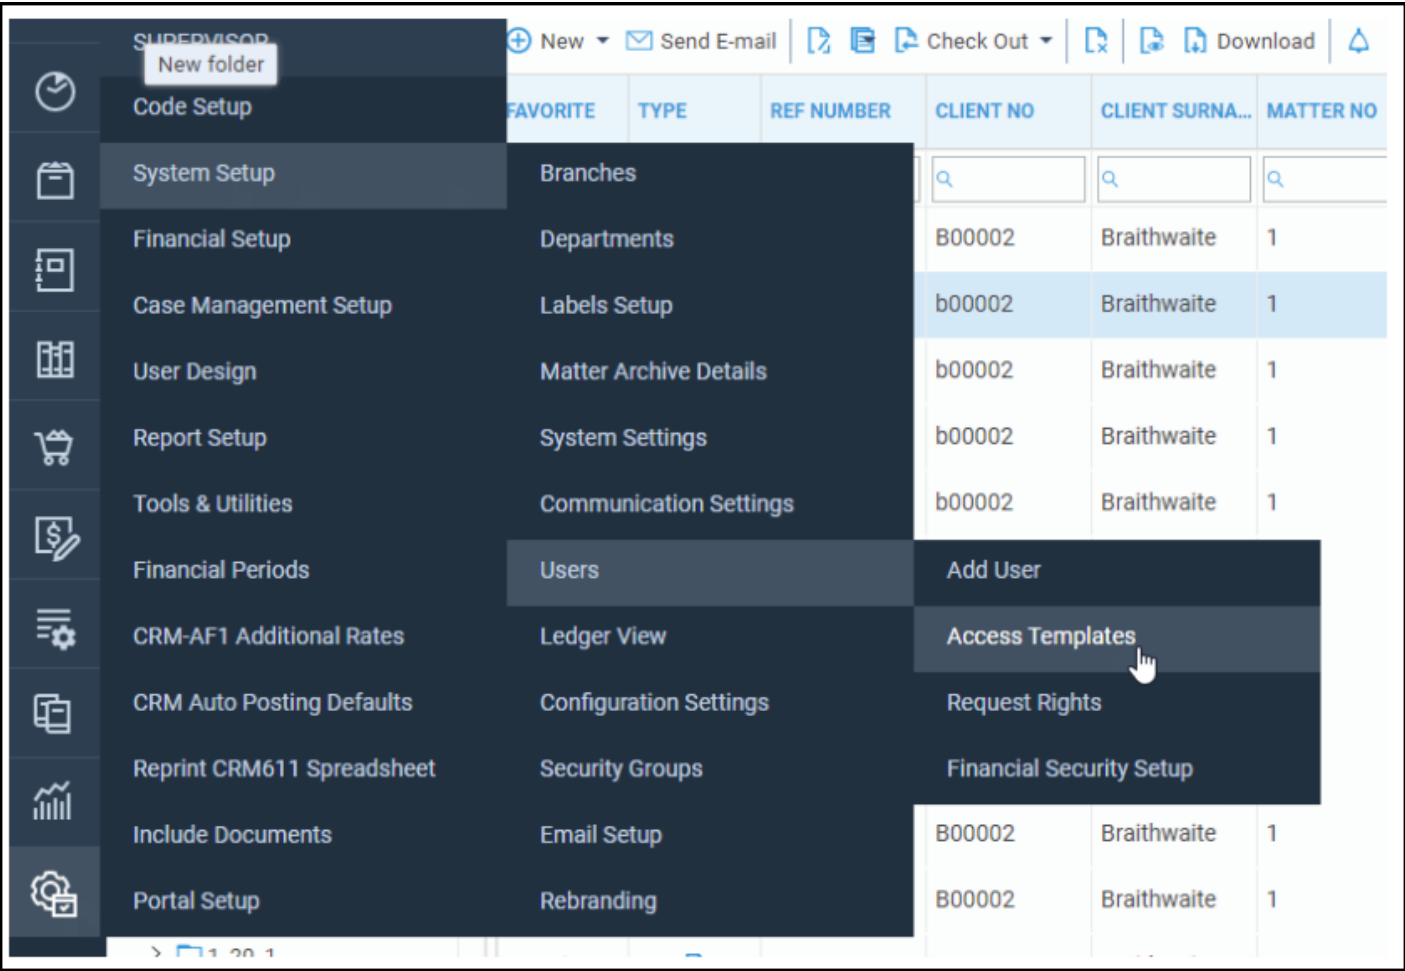 SUPERVISOR
New folder
New
Send E-mail
Check Out
Download
Code Setup
FAVORITE TYPE REF NUMBER CLIENT NO CLIENT SURNA... MATTER NO
System Setup
Financial Setup
Case Management Setup
User Design
Report Setup
Tools & Utilities
Financial Periods
CRM-AF1 Additional Rates
CRM Auto Posting Defaults
Reprint CRM611 Spreadsheet
Include Documents
Portal Setup
Branches
Departments
Labels Setup
Matter Archive Details
System Settings
Communication Settings
Users
Ledger View
Configuration Settings
Security Groups
Email Setup
Rebranding
Add User
Access Templates
Request Rights
Financial Security Setup
B00002 Braithwaite 1
b00002 Braithwaite 1
b00002 Braithwaite 1
b00002 Braithwaite 1
b00002 Braithwaite 1
B00002 Braithwaite 1
B00002 Braithwaite 1